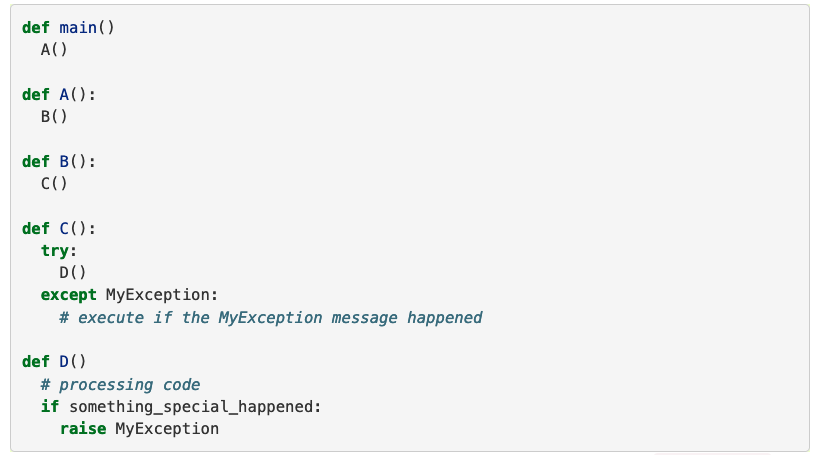 def main()
  A()

def A():
  B()

def B():
  C()

def C():
  try:
    D()
  except MyException:
    # execute if the MyException message happened

def D()
  # processing code
  if something_special_happened:
    raise MyException